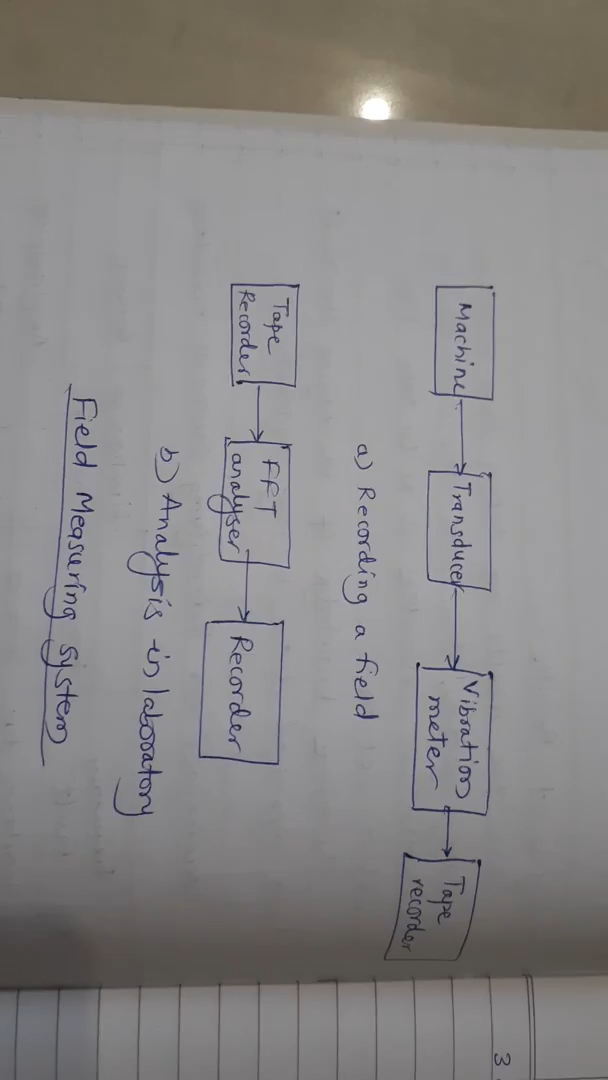 Machine
Transducer
Vibration
meter
Tape
recorder
a) Recording a field
Tape
Recorder
FFT
analyser
Recorder
b) Analysis in laboratory
Field Measuring System
3